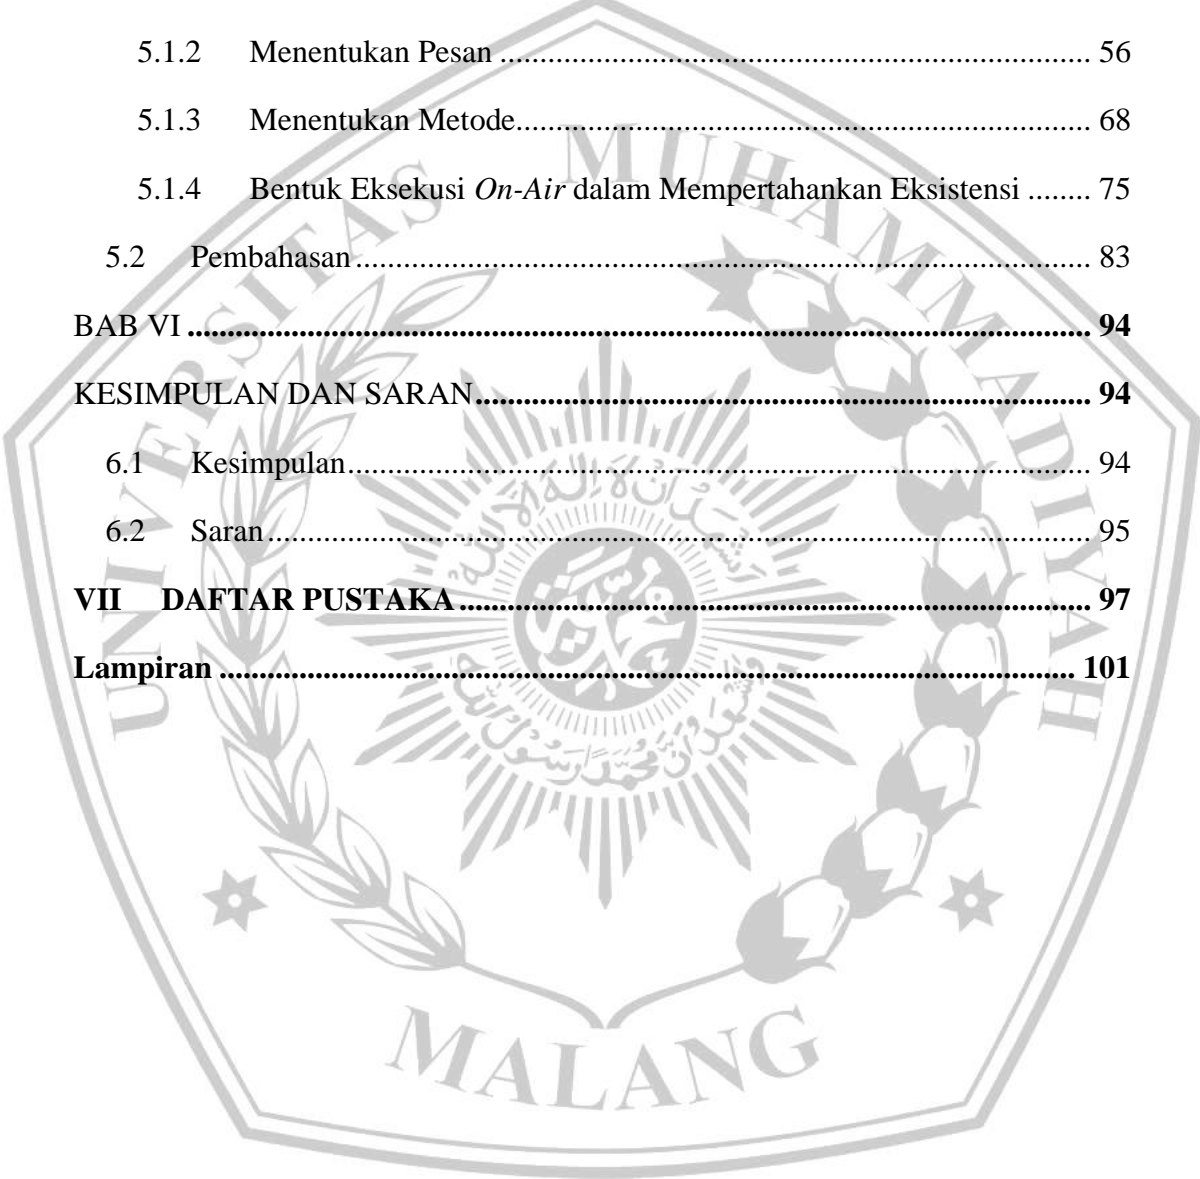 5.1.2 Menentukan Pesan .......................................................................... 56
5.1.3 Menentukan Metode........................................................................ 68
5.1.4 Bentuk Eksekusi On-Air dalam Mempertahankan Eksistensi ........ 75
5.2 Pembahasan............................................................................................ 83
BAB VI ................................................................................................................. 94
KESIMPULAN DAN SARAN............................................................................. 94
6.1 Kesimpulan............................................................................................. 94
6.2 Saran....................................................................................................... 95
VII DAFTAR PUSTAKA............................................................................... 97
Lampiran ........................................................................................................... 101
UNIVERSITAS MUHAMMADIYAH
MALANG